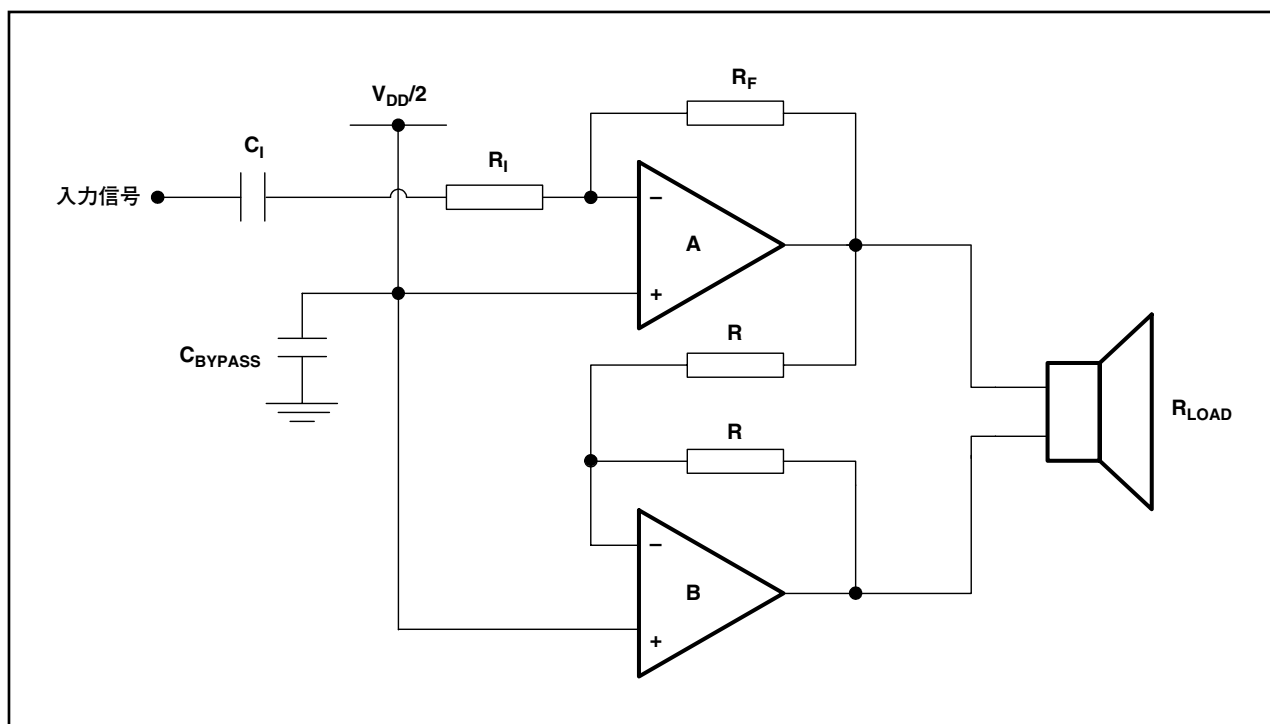 R_F
V_DD/2
C_I
R_I
入力信号
−
A
+
R
C_BYPASS
R_LOAD
R
−
B
+